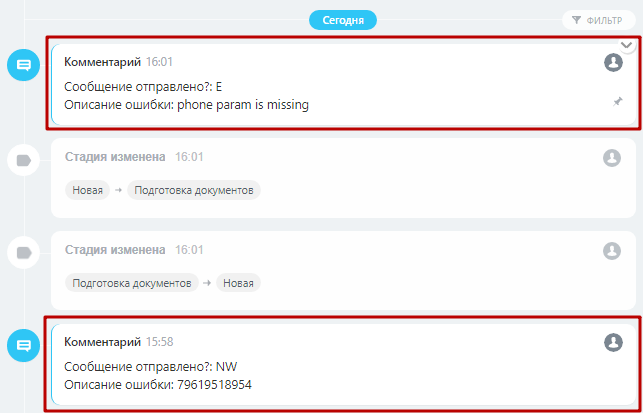 Сегодня
ФИЛЬТР
Комментарий 16:01
Сообщение отправлено?: E
Описание ошибки: phone param is missing
Стадия изменена 16:01
Новая → Подготовка документов
Стадия изменена 16:01
Подготовка документов → Новая
Комментарий 15:58
Сообщение отправлено?: NW
Описание ошибки: 79619518954